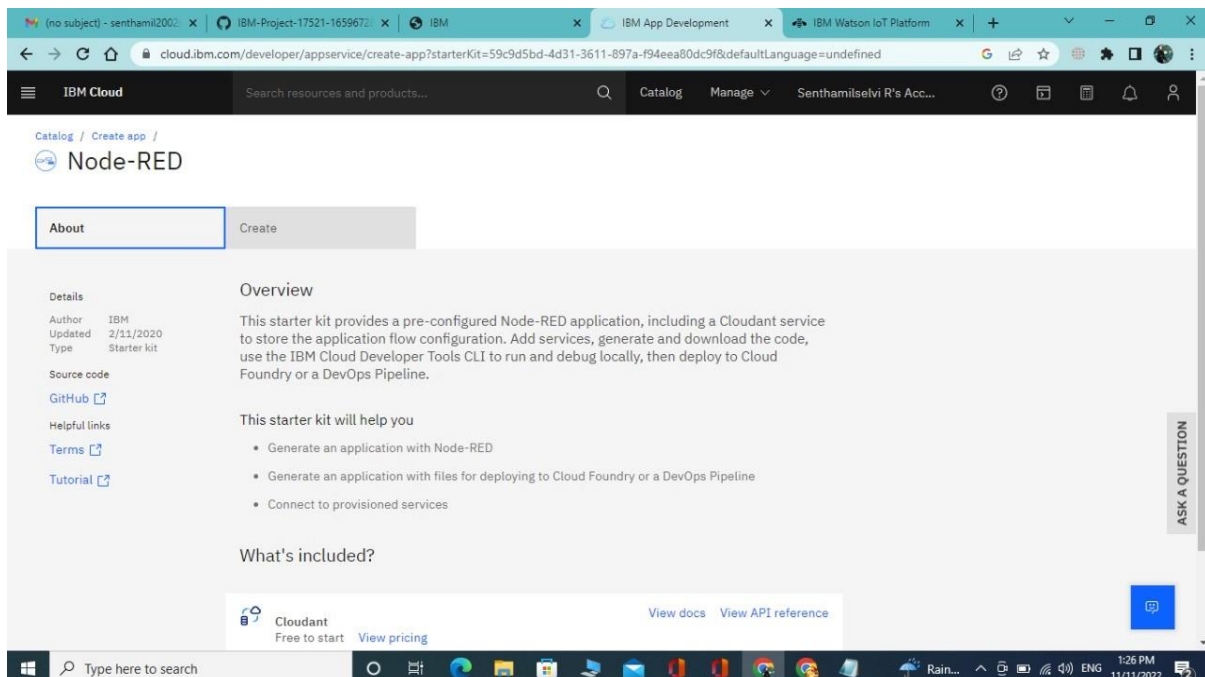 (no subject) - senthamil2002
IBM-Project-17521-1659672
IBM
IBM App Development
IBM Watson IoT Platform
cloud.ibm.com/developer/appservice/create-app?starterKit=59c9d5bd-4d31-3611-897a-f94eea80dc9f&defaultLanguage=undefined
IBM Cloud
Search resources and products...
Catalog
Manage
Senthamilselvi R's Acc...
Catalog / Create app /
Node-RED
About
Create
Details
Author IBM
Updated 2/11/2020
Type Starter kit
Source code
GitHub
Helpful links
Terms
Tutorial
Overview
This starter kit provides a pre-configured Node-RED application, including a Cloudant service
to store the application flow configuration. Add services, generate and download the code,
use the IBM Cloud Developer Tools CLI to run and debug locally, then deploy to Cloud
Foundry or a DevOps Pipeline.
This starter kit will help you
• Generate an application with Node-RED
• Generate an application with files for deploying to Cloud Foundry or a DevOps Pipeline
• Connect to provisioned services
What's included?
Cloudant
Free to start View pricing
View docs View API reference
ASK A QUESTION
Type here to search
Rain...
ENG
1:26 PM
11/11/2022